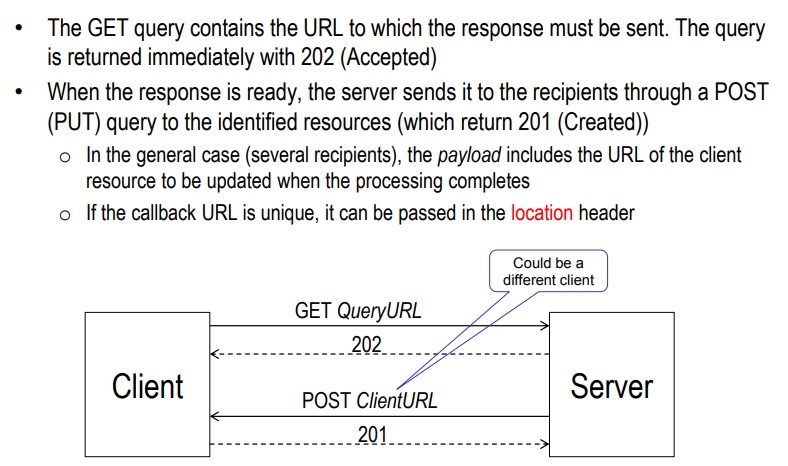 • The GET query contains the URL to which the response must be sent. The query
is returned immediately with 202 (Accepted)
• When the response is ready, the server sends it to the recipients through a POST
(PUT) query to the identified resources (which return 201 (Created))
o In the general case (several recipients), the payload includes the URL of the client
resource to be updated when the processing completes
o If the callback URL is unique, it can be passed in the location header
Could be a
different client
GET QueryURL
202
Client
Server
POST ClientURL
201